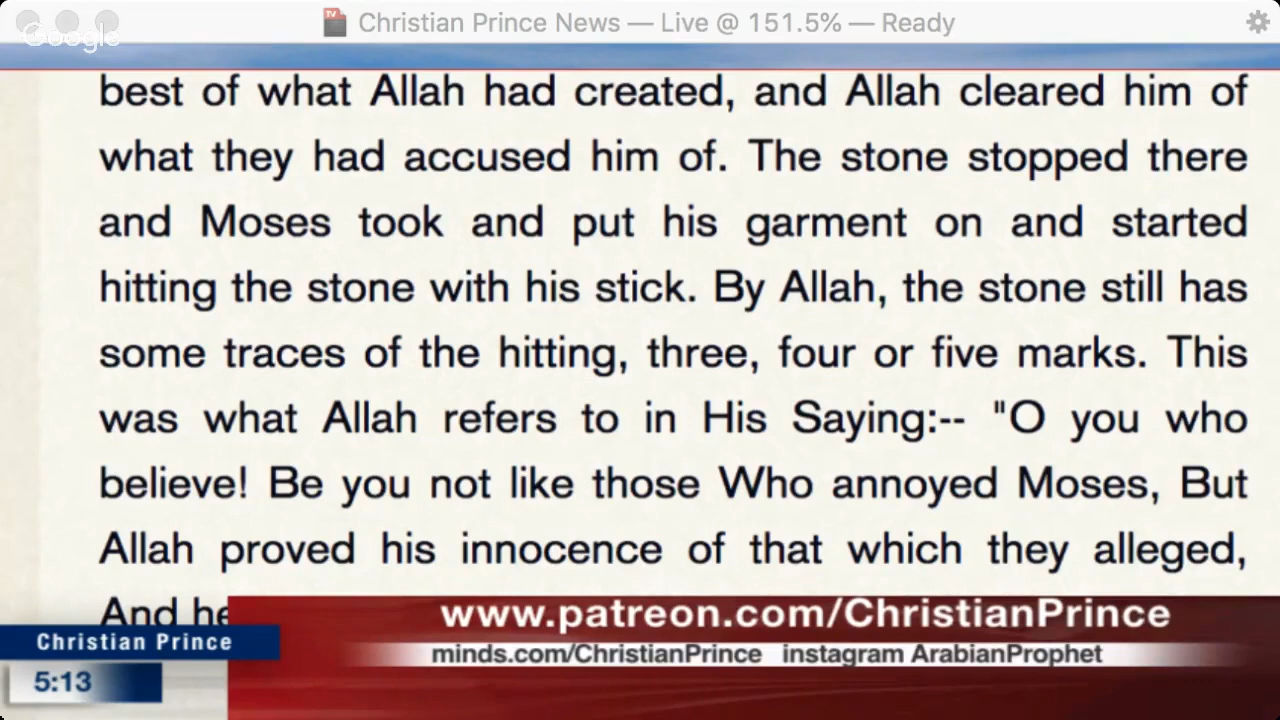 Christian Prince News — Live @ 151.5% — Ready
Google
best of what Allah had created, and Allah cleared him of
what they had accused him of. The stone stopped there
and Moses took and put his garment on and started
hitting the stone with his stick. By Allah, the stone still has
some traces of the hitting, three, four or five marks. This
was what Allah refers to in His Saying:-- "O you who
believe! Be you not like those Who annoyed Moses, But
Allah proved his innocence of that which they alleged,
And he
www.patreon.com/ChristianPrince
Christian Prince
minds.com/ChristianPrince instagram ArabianProphet
5:13
TV